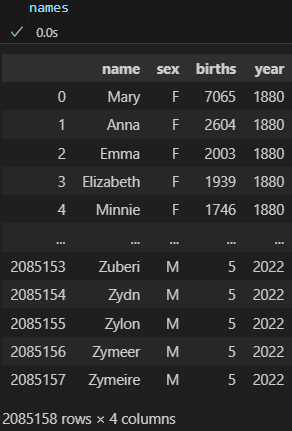 names
0.0s
name sex births year
0 Mary F 7065 1880
1 Anna F 2604 1880
2 Emma F 2003 1880
3 Elizabeth F 1939 1880
4 Minnie F 1746 1880
... ... ... ... ...
2085153 Zuberi M 5 2022
2085154 Zydn M 5 2022
2085155 Zylon M 5 2022
2085156 Zymeer M 5 2022
2085157 Zymeire M 5 2022
2085158 rows × 4 columns